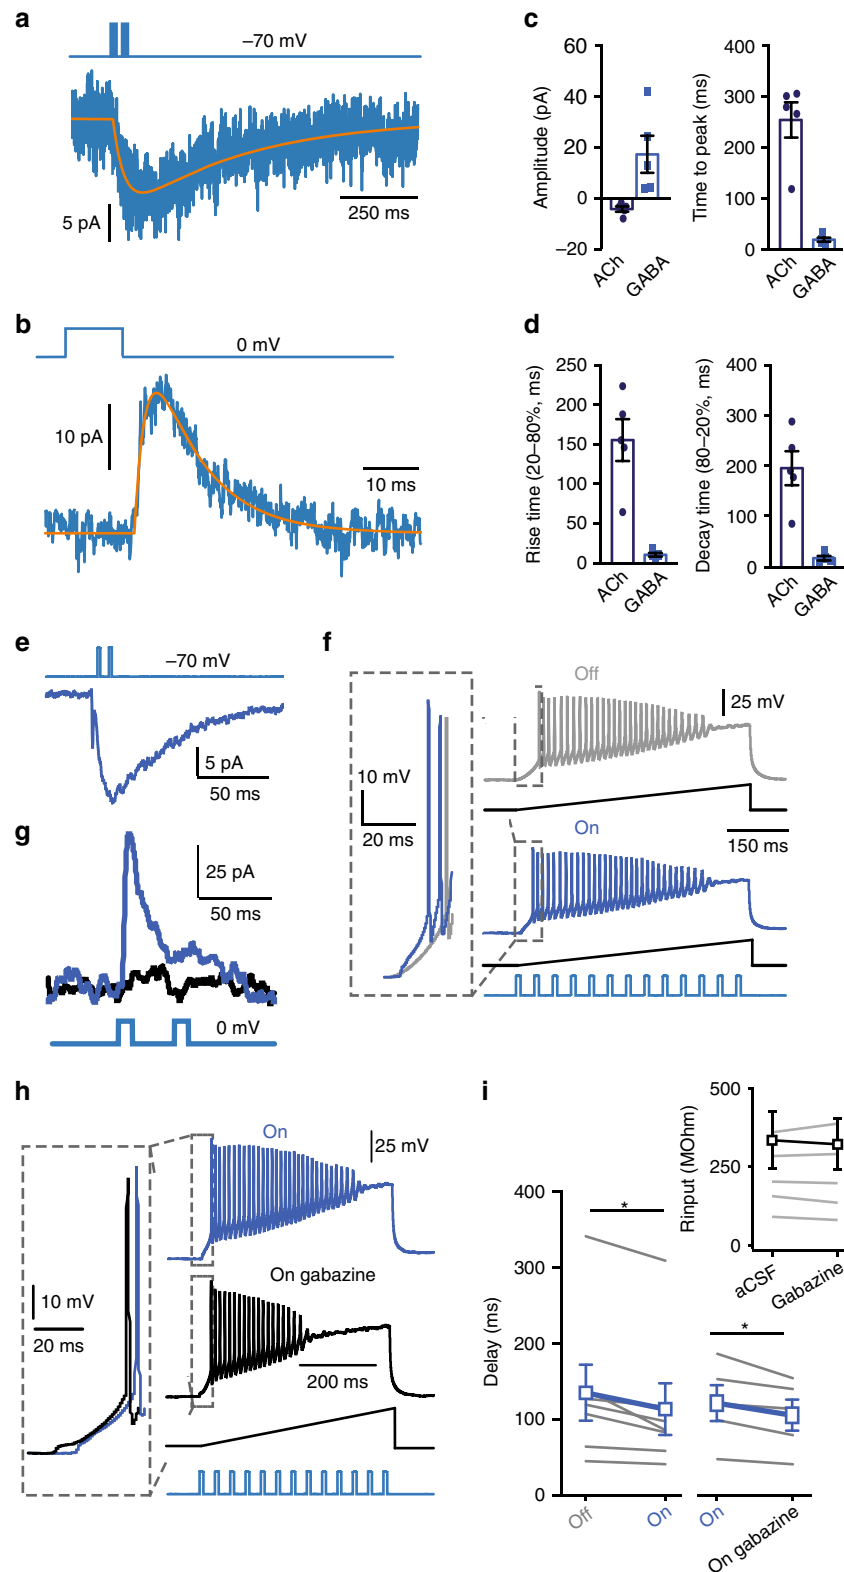 a
–70 mV
5 pA
250 ms
b
0 mV
10 pA
10 ms
c
Amplitude (pA)
60
40
20
0
–20
ACh
GABA
Time to peak (ms)
400
300
200
100
0
ACh
GABA
d
Rise time (20–80%, ms)
250
200
150
100
50
0
ACh
GABA
Decay time (80–20%, ms)
400
300
200
100
0
ACh
GABA
e
–70 mV
5 pA
50 ms
f
Off
25 mV
10 mV
20 ms
On
150 ms
g
25 pA
50 ms
0 mV
h
On
25 mV
On gabazine
10 mV
20 ms
200 ms
i
Rinput (MOhm)
500
250
0
aCSF
Gabazine
Delay (ms)
400
300
200
100
0
*
*
Off
On
On
On gabazine